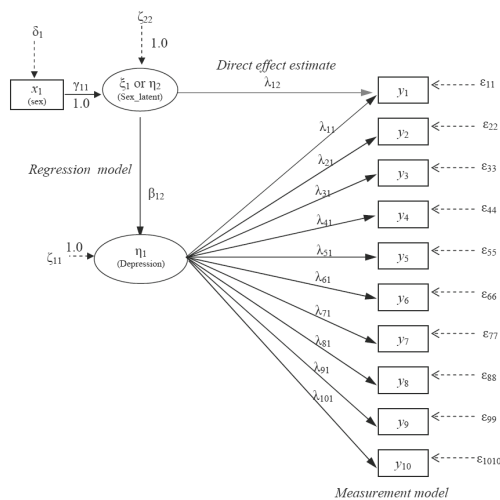 ζ22
δ1
1.0
Direct effect estimate
x1
(sex)
γ11
1.0
ξ1 or η2
(Sex_latent)
λ12
y1
ε11
λ11
y2
ε22
λ21
Regression model
λ31
y3
ε33
β12
λ41
y4
ε44
ζ11
1.0
η1
(Depression)
λ51
y5
ε55
λ61
y6
ε66
λ71
y7
ε77
λ81
y8
ε88
λ91
y9
ε99
λ101
y10
ε1010
Measurement model